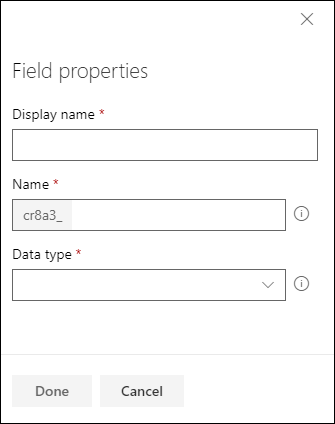 Field properties
Display name *
Name *
cr8a3_
Data type *
Done Cancel